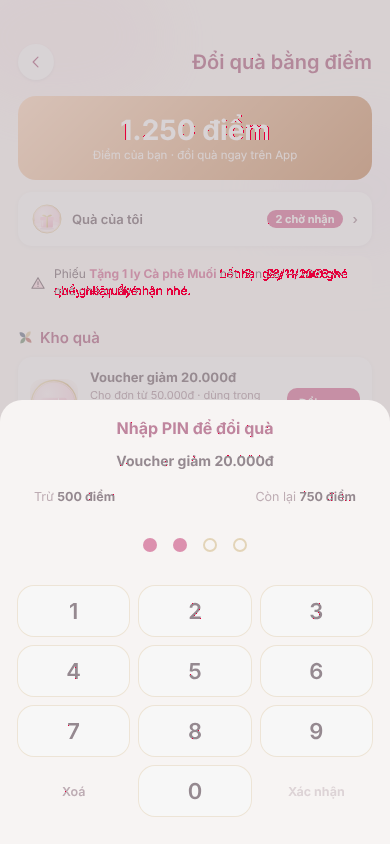 Đổi quà bằng điểm
1.250 điểm
Điểm của bạn · đổi quà ngay trên App
Quà của tôi
2 chờ nhận
Phiếu Tặng 1 ly Cà phê Muối
nhận nhé.
Kho quà
Voucher giảm 20.000đ
Cho đơn từ 50.000đ · dùng trong
Nhập PIN để đổi quà
Voucher giảm 20.000đ
Trừ 500 điểm
Còn lại 750 điểm
1
2
3
4
5
6
7
8
9
Xoá
0
Xác nhận